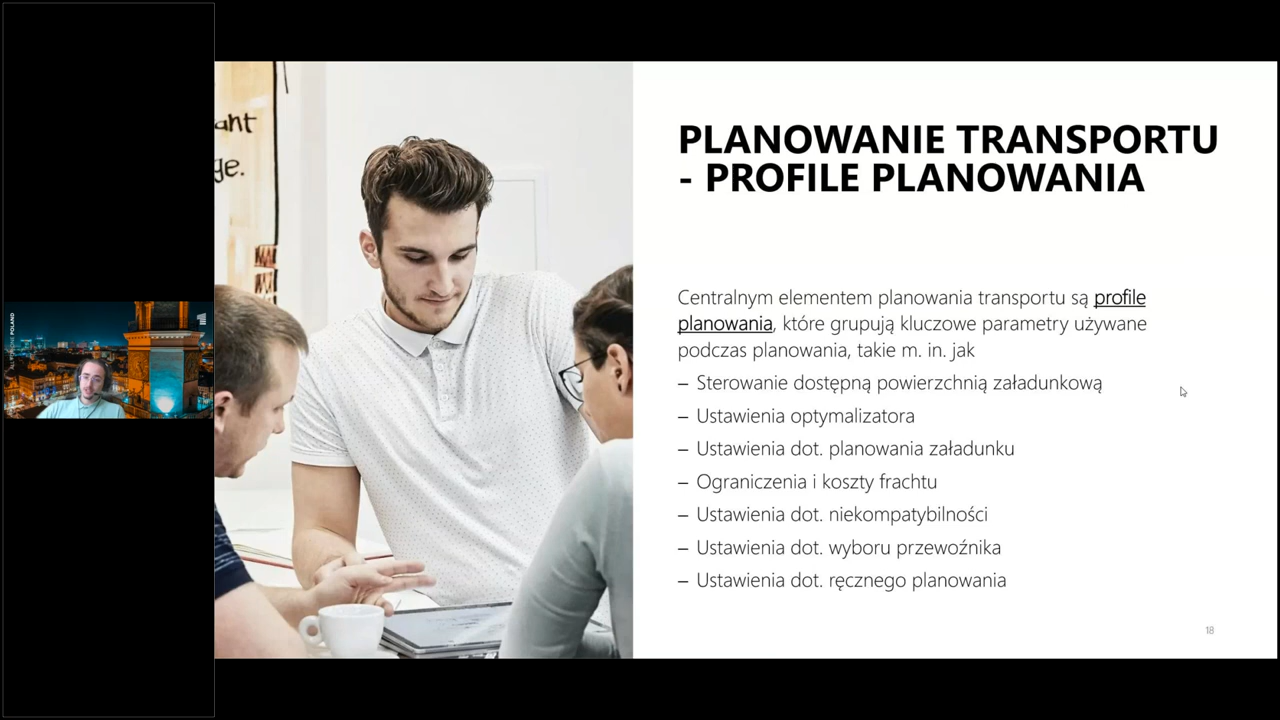 ant
ge.
POLAND
PLANOWANIE TRANSPORTU
- PROFILE PLANOWANIA
Centralnym elementem planowania transportu są profile
planowania, które grupują kluczowe parametry używane
podczas planowania, takie m. in. jak
– Sterowanie dostępną powierzchnią załadunkową
– Ustawienia optymalizatora
– Ustawienia dot. planowania załadunku
– Ograniczenia i koszty frachtu
– Ustawienia dot. niekompatybilności
– Ustawienia dot. wyboru przewoźnika
– Ustawienia dot. ręcznego planowania
18